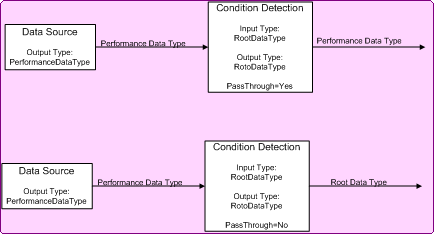 Data Source
Output Type:
PerformanceDataType
Performance Data Type
Condition Detection
Input Type:
RootDataType
Output Type:
RotoDataType
PassThrough=Yes
Performance Data Type
Data Source
Output Type:
PerformanceDataType
Performance Data Type
Condition Detection
Input Type:
RootDataType
Output Type:
RotoDataType
PassThrough=No
Root Data Type